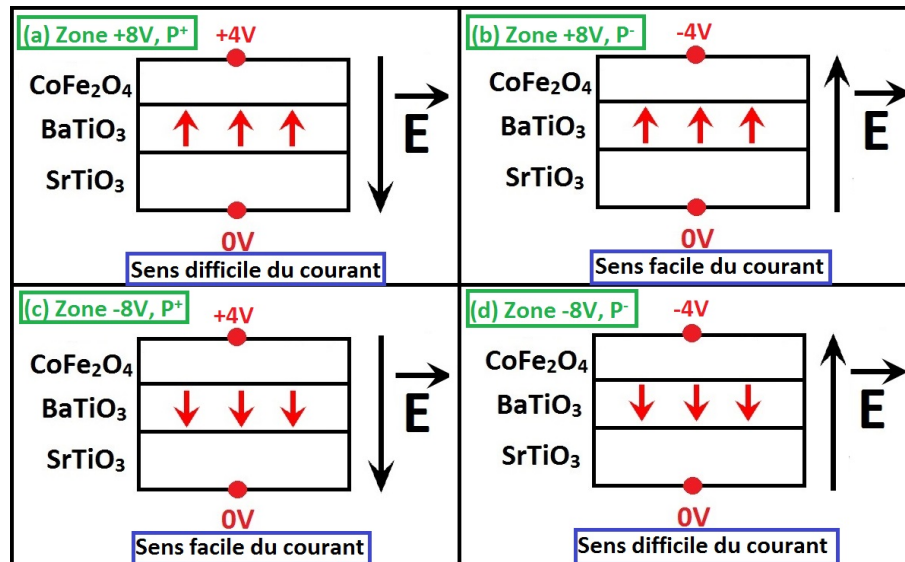 (a) Zone +8V, P⁺
+4V
CoFe₂O₄
BaTiO₃
SrTiO₃
E
0V
Sens difficile du courant
(b) Zone +8V, P⁻
-4V
CoFe₂O₄
BaTiO₃
SrTiO₃
E
0V
Sens facile du courant
(c) Zone -8V, P⁺
+4V
CoFe₂O₄
BaTiO₃
SrTiO₃
E
0V
Sens facile du courant
(d) Zone -8V, P⁻
-4V
CoFe₂O₄
BaTiO₃
SrTiO₃
E
0V
Sens difficile du courant